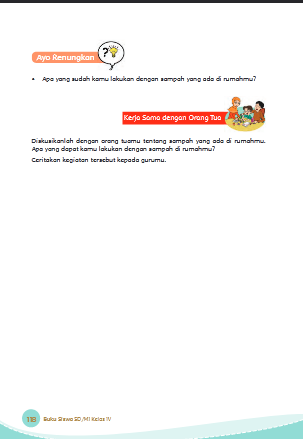 Ayo Renungkan
?
• Apa yang sudah kamu lakukan dengan sampah yang ada di rumahmu?
Kerja Sama dengan Orang Tua
Diskusikanlah dengan orang tuamu tentang sampah yang ada di rumahmu.
Apa yang dapat kamu lakukan dengan sampah di rumahmu?
Ceritakan kegiatan tersebut kepada gurumu.
118 Buku Siswa SD/MI Kelas IV